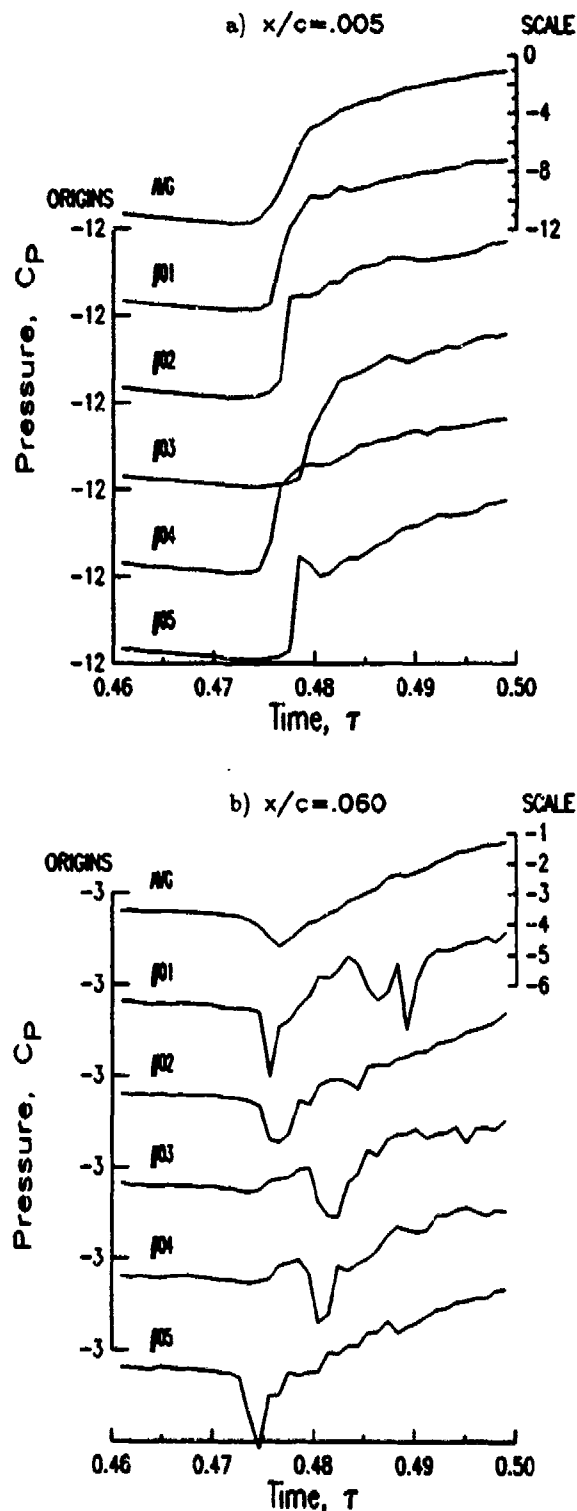 a) x/c=.005
SCALE
0
-4
-8
-12
ORIGINS
AVG
-12
β01
-12
β02
-12
β03
-12
β04
-12
β05
-12
Pressure, CP
0.46 0.47 0.48 0.49 0.50
Time, τ
b) x/c=.060
SCALE
-1
-2
-3
-4
-5
-6
ORIGINS
AVG
-3
β01
-3
β02
-3
β03
-3
β04
-3
β05
-3
Pressure, CP
0.46 0.47 0.48 0.49 0.50
Time, τ